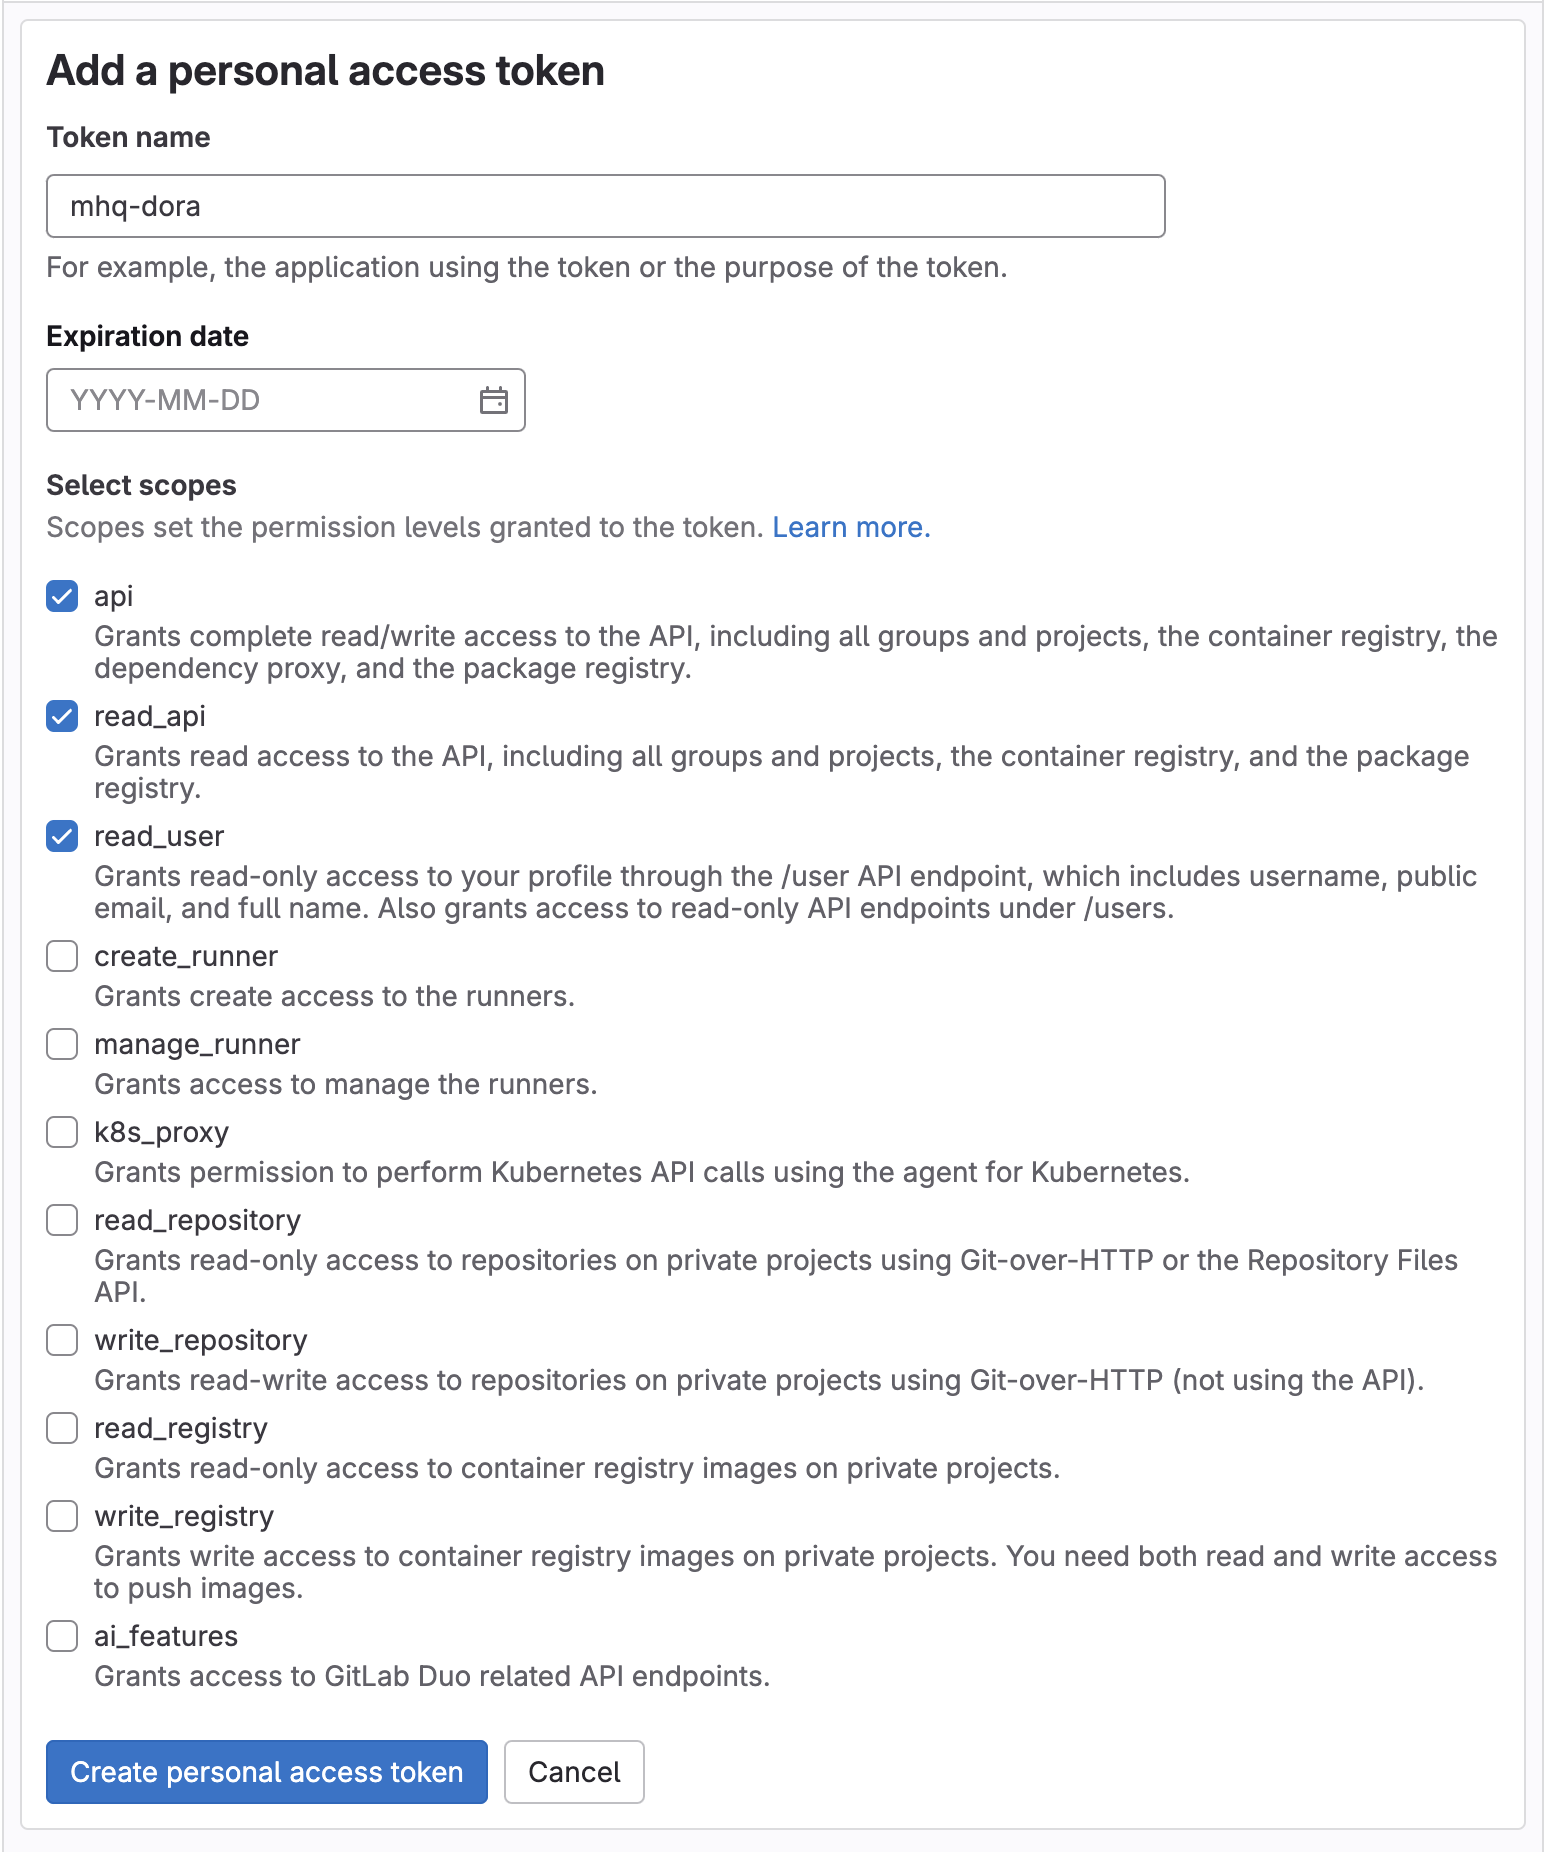 Add a personal access token
Token name
mhq-dora
For example, the application using the token or the purpose of the token.
Expiration date
YYYY-MM-DD
Select scopes
Scopes set the permission levels granted to the token. Learn more.
api
Grants complete read/write access to the API, including all groups and projects, the container registry, the
dependency proxy, and the package registry.
read_api
Grants read access to the API, including all groups and projects, the container registry, and the package
registry.
read_user
Grants read-only access to your profile through the /user API endpoint, which includes username, public
email, and full name. Also grants access to read-only API endpoints under /users.
create_runner
Grants create access to the runners.
manage_runner
Grants access to manage the runners.
k8s_proxy
Grants permission to perform Kubernetes API calls using the agent for Kubernetes.
read_repository
Grants read-only access to repositories on private projects using Git-over-HTTP or the Repository Files
API.
write_repository
Grants read-write access to repositories on private projects using Git-over-HTTP (not using the API).
read_registry
Grants read-only access to container registry images on private projects.
write_registry
Grants write access to container registry images on private projects. You need both read and write access
to push images.
ai_features
Grants access to GitLab Duo related API endpoints.
Create personal access token Cancel